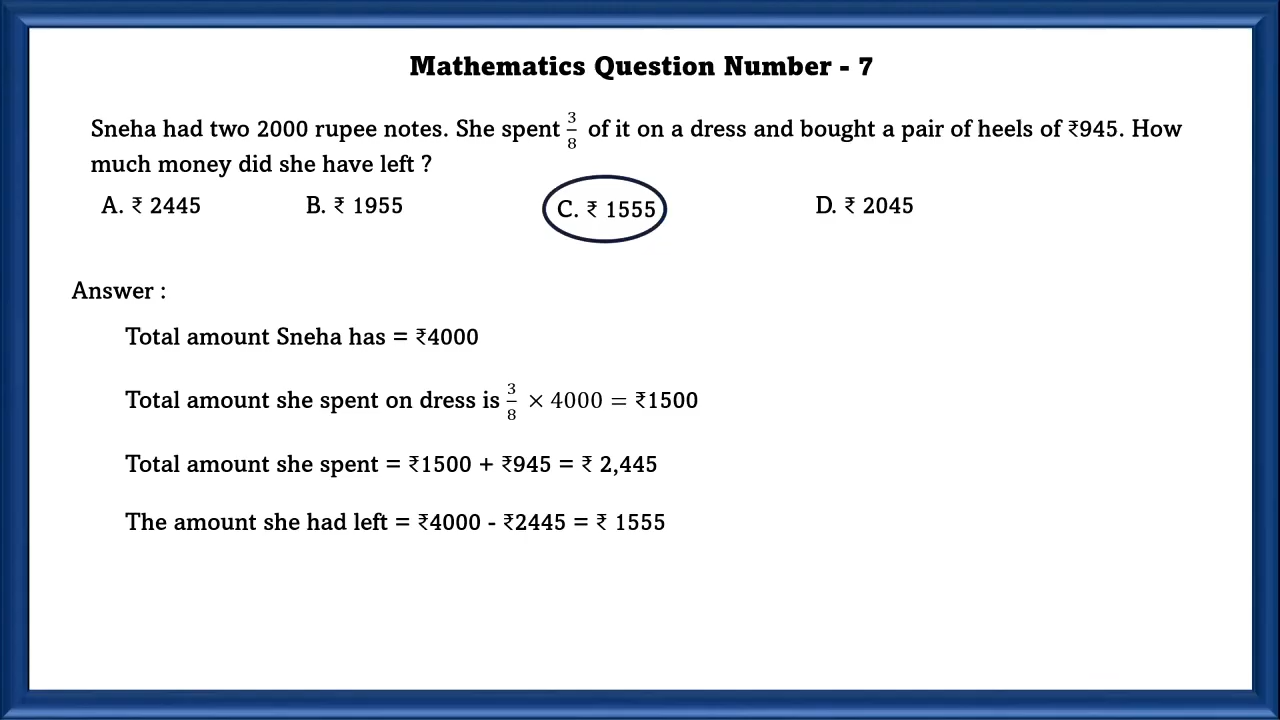 Mathematics Question Number - 7
Sneha had two 2000 rupee notes. She spent 3/8 of it on a dress and bought a pair of heels of ₹945. How
much money did she have left ?
A. ₹ 2445 B. ₹ 1955 C. ₹ 1555 D. ₹ 2045
Answer :
Total amount Sneha has = ₹4000
Total amount she spent on dress is 3/8 × 4000 = ₹1500
Total amount she spent = ₹1500 + ₹945 = ₹ 2,445
The amount she had left = ₹4000 - ₹2445 = ₹ 1555